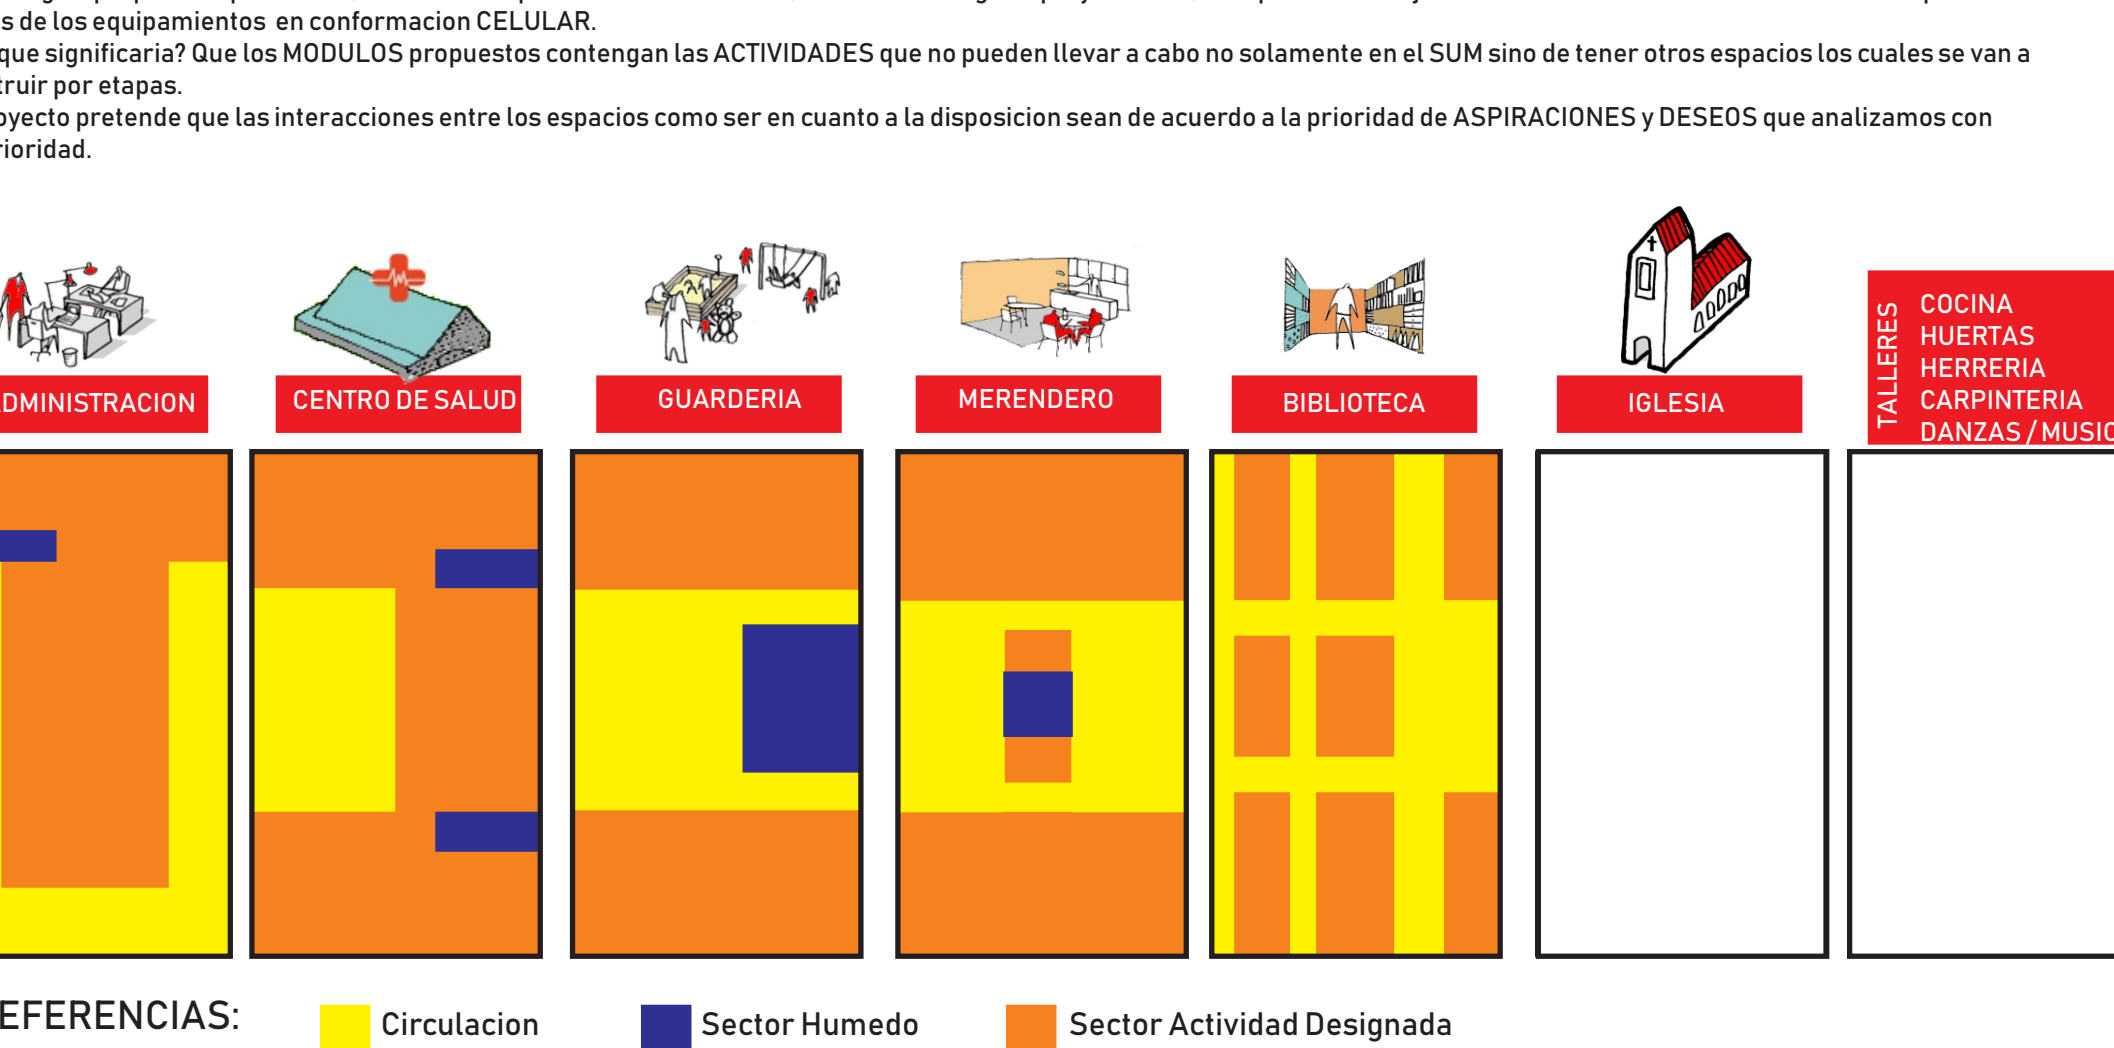 s de los equipamientos en conformacion CELULAR.
que significaria? Que los MODULOS propuestos contengan las ACTIVIDADES que no pueden llevar a cabo no solamente en el SUM sino de tener otros espacios los cuales se van a
truir por etapas.
oyecto pretende que las interacciones entre los espacios como ser en cuanto a la disposicion sean de acuerdo a la prioridad de ASPIRACIONES y DESEOS que analizamos con
rioridad.
DMINISTRACION
CENTRO DE SALUD
GUARDERIA
MERENDERO
BIBLIOTECA
IGLESIA
TALLERES
COCINA
HUERTAS
HERRERIA
CARPINTERIA
DANZAS / MUSIC
EFERENCIAS:
Circulacion
Sector Humedo
Sector Actividad Designada